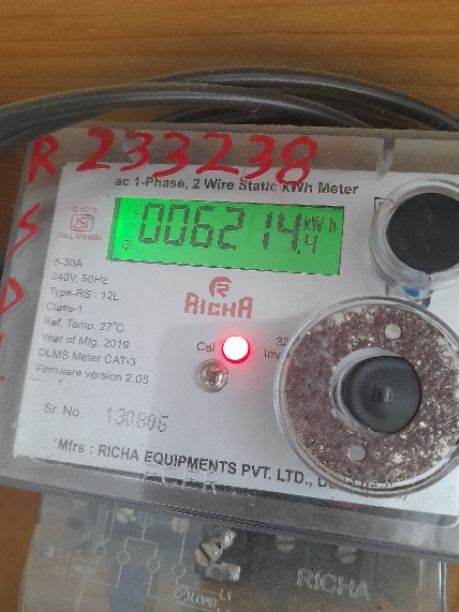 R 233238
ac 1-Phase, 2 Wire Static kWh Meter
006214.4 kWh
5-30A
240V, 50Hz
Type-RS : 12L
Class-1
Ref. Temp. 27°C
Year of Mfg. 2019
DLMS Meter CAT-3
Firmware version 2.05
RICHA
Cal
32
Sr. No. 130806
Mfrs : RICHA EQUIPMENTS PVT. LTD.,
RICHA
LOAD